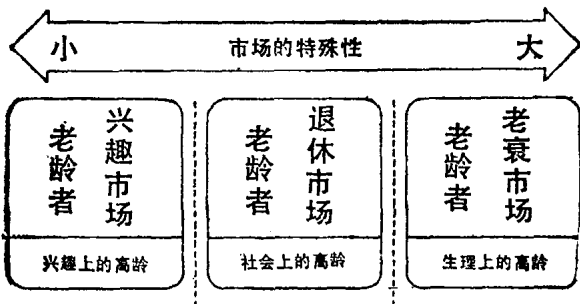 小 市场的特殊性 大
老龄者
兴趣市场
兴趣上的高龄
老龄者
退休市场
社会上的高龄
老龄者
老衰市场
生理上的高龄